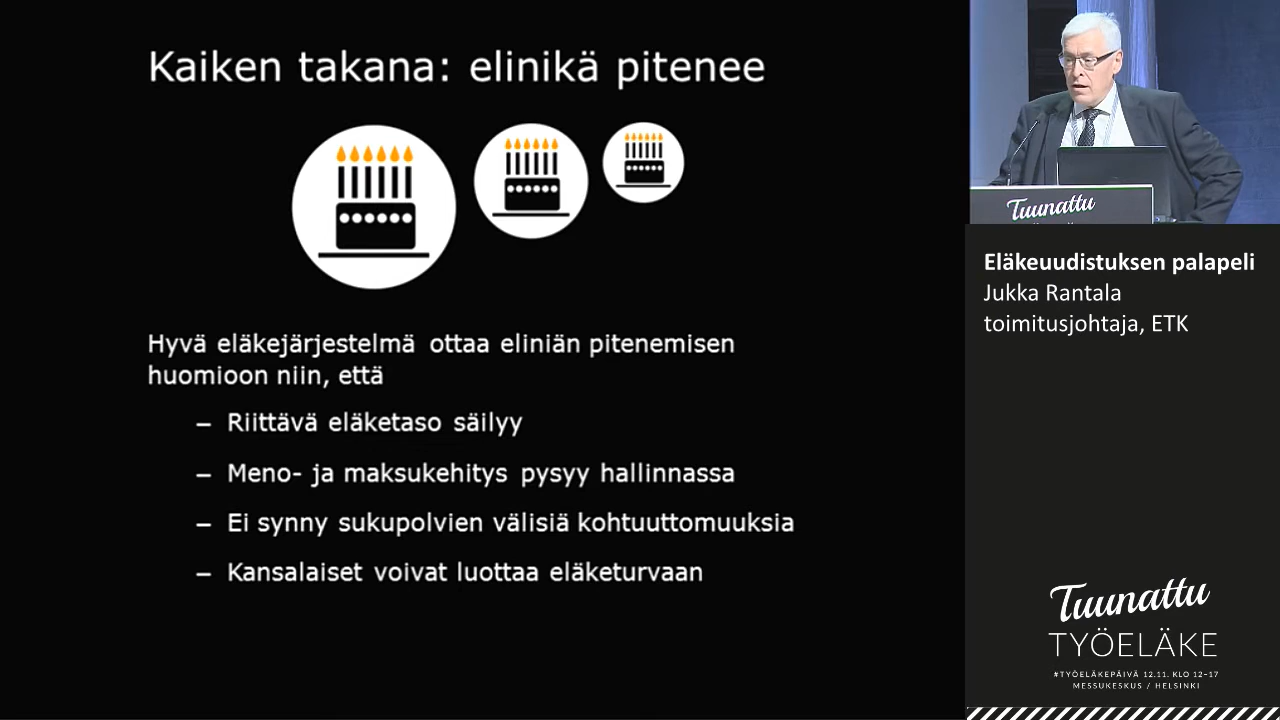 Kaiken takana: elinikä pitenee
Hyvä eläkejärjestelmä ottaa eliniän pitenemisen
huomioon niin, että
– Riittävä eläketaso säilyy
– Meno- ja maksukehitys pysyy hallinnassa
– Ei synny sukupolvien välisiä kohtuuttomuuksia
– Kansalaiset voivat luottaa eläketurvaan
Tuunattu
Eläkeuudistuksen palapeli
Jukka Rantala
toimitusjohtaja, ETK
Tuunattu
TYÖELÄKE
#TYÖELÄKEPÄIVÄ 12.11. KLO 12–17
MESSUKESKUS / HELSINKI